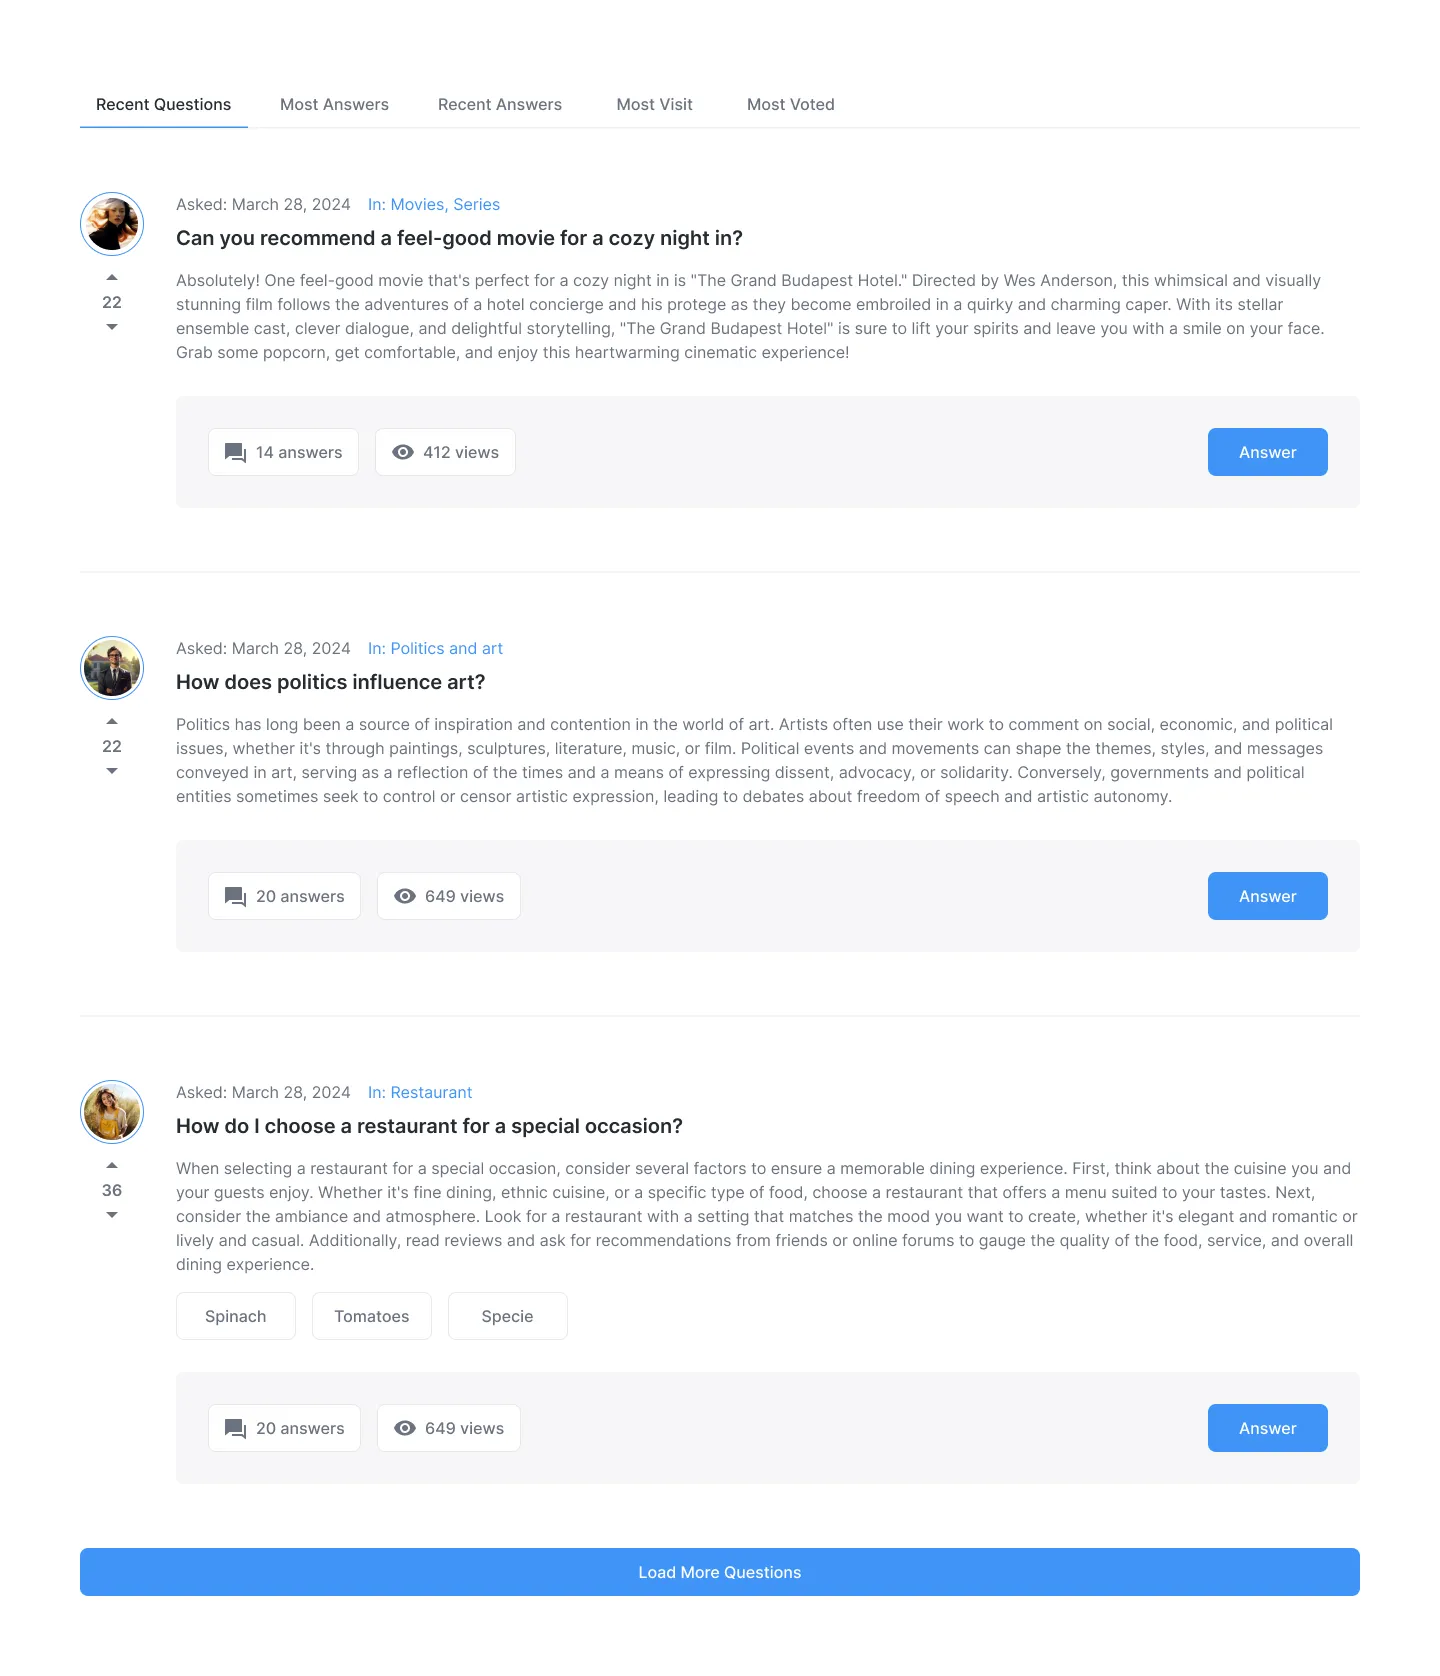 Recent Questions Most Answers Recent Answers Most Visit Most Voted
Asked: March 28, 2024 In: Movies, Series
Can you recommend a feel-good movie for a cozy night in?
22
Absolutely! One feel-good movie that's perfect for a cozy night in is "The Grand Budapest Hotel." Directed by Wes Anderson, this whimsical and visually
stunning film follows the adventures of a hotel concierge and his protege as they become embroiled in a quirky and charming caper. With its stellar
ensemble cast, clever dialogue, and delightful storytelling, "The Grand Budapest Hotel" is sure to lift your spirits and leave you with a smile on your face.
Grab some popcorn, get comfortable, and enjoy this heartwarming cinematic experience!
14 answers 412 views Answer
Asked: March 28, 2024 In: Politics and art
How does politics influence art?
22
Politics has long been a source of inspiration and contention in the world of art. Artists often use their work to comment on social, economic, and political
issues, whether it's through paintings, sculptures, literature, music, or film. Political events and movements can shape the themes, styles, and messages
conveyed in art, serving as a reflection of the times and a means of expressing dissent, advocacy, or solidarity. Conversely, governments and political
entities sometimes seek to control or censor artistic expression, leading to debates about freedom of speech and artistic autonomy.
20 answers 649 views Answer
Asked: March 28, 2024 In: Restaurant
How do I choose a restaurant for a special occasion?
36
When selecting a restaurant for a special occasion, consider several factors to ensure a memorable dining experience. First, think about the cuisine you and
your guests enjoy. Whether it's fine dining, ethnic cuisine, or a specific type of food, choose a restaurant that offers a menu suited to your tastes. Next,
consider the ambiance and atmosphere. Look for a restaurant with a setting that matches the mood you want to create, whether it's elegant and romantic or
lively and casual. Additionally, read reviews and ask for recommendations from friends or online forums to gauge the quality of the food, service, and overall
dining experience.
Spinach Tomatoes Specie
20 answers 649 views Answer
Load More Questions